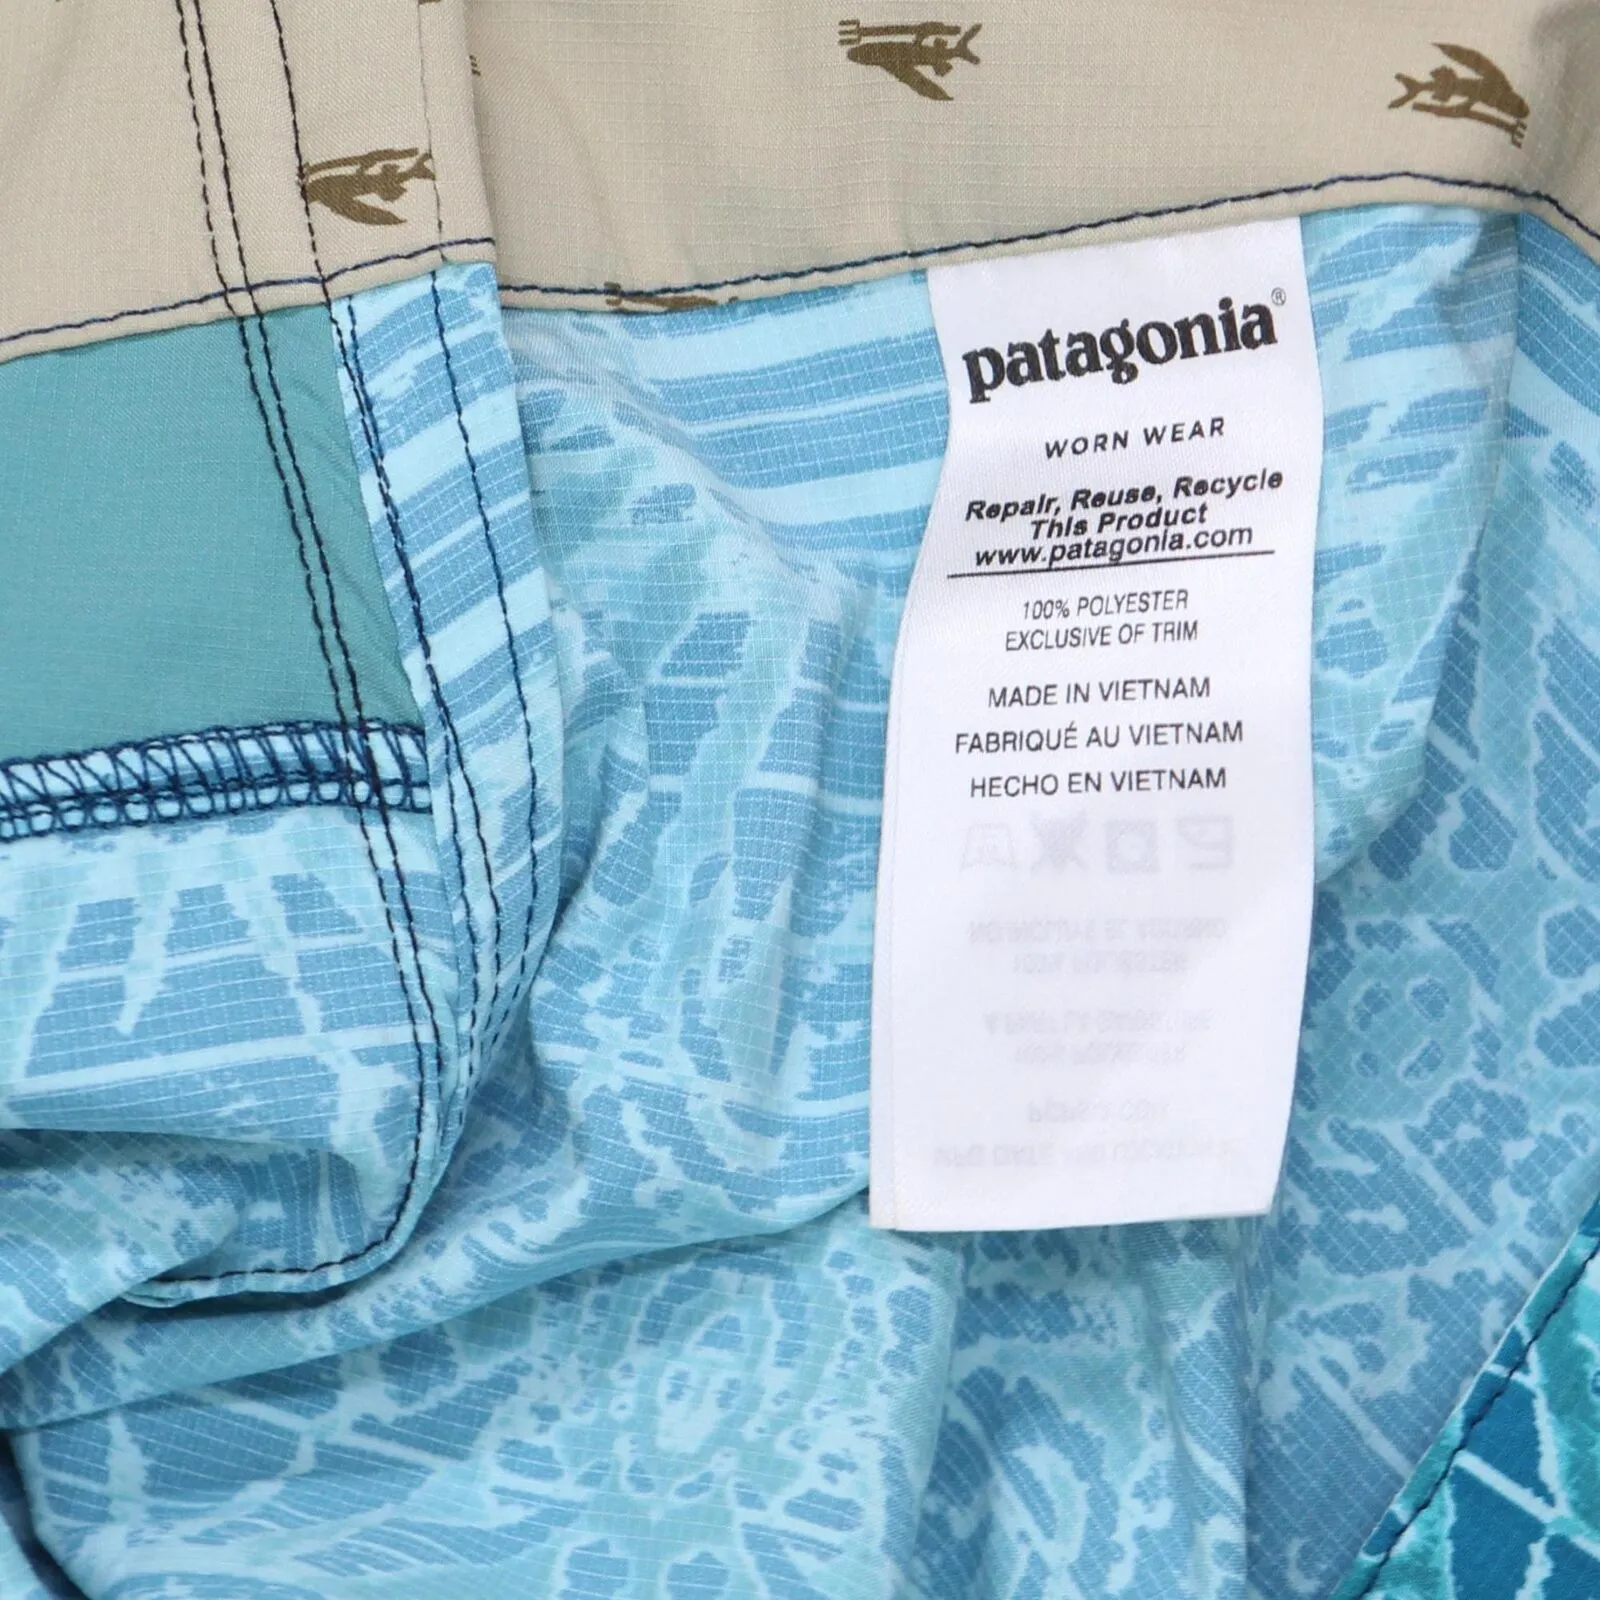 patagonia®
WORN WEAR
Repair, Reuse, Recycle
This Product
www.patagonia.com
100% POLYESTER
EXCLUSIVE OF TRIM
MADE IN VIETNAM
FABRIQUÉ AU VIETNAM
HECHO EN VIETNAM